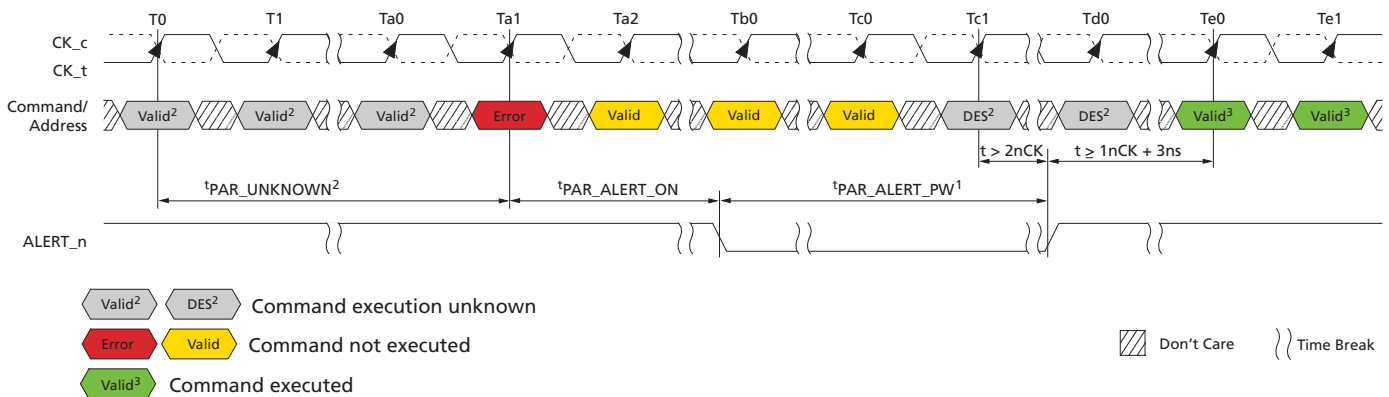 T0 T1 Ta0 Ta1 Ta2 Tb0 Tc0 Tc1 Td0 Te0 Te1
CK_c
CK_t
Command/
Address
Valid² Valid² Valid² Error Valid Valid Valid DES² DES² Valid³ Valid³
t > 2nCK t ≥ 1nCK + 3ns
ᵗPAR_UNKNOWN² ᵗPAR_ALERT_ON ᵗPAR_ALERT_PW¹
ALERT_n
Valid² DES² Command execution unknown
Error Valid Command not executed
Don't Care Time Break
Valid³ Command executed